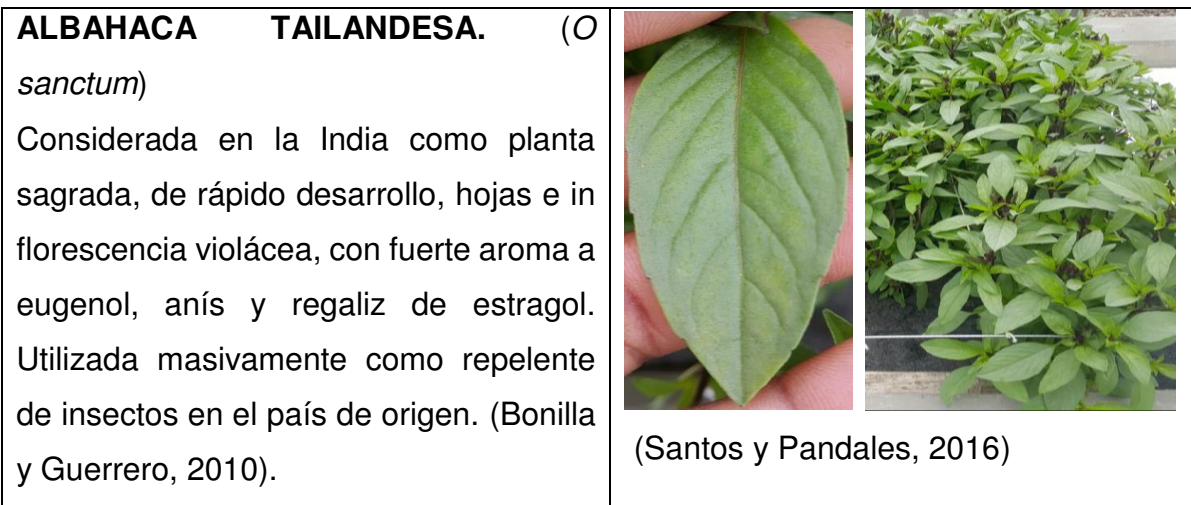 ALBAHACA TAILANDESA. (O
sanctum)
Considerada en la India como planta
sagrada, de rápido desarrollo, hojas e in
florescencia violácea, con fuerte aroma a
eugenol, anís y regaliz de estragol.
Utilizada masivamente como repelente
de insectos en el país de origen. (Bonilla
y Guerrero, 2010).
(Santos y Pandales, 2016)